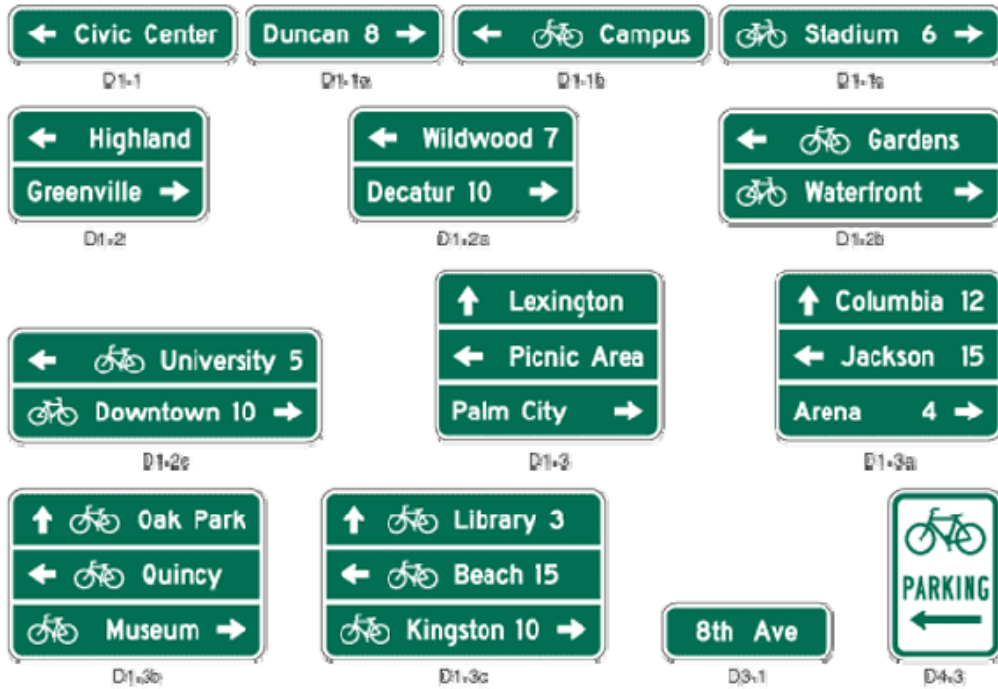 Civic Center
Duncan 8
Campus
Stadium 6
D1-1
D1-1a
D1-1b
D1-1c
Highland
Greenville
Wildwood 7
Decatur 10
Gardens
Waterfront
D1-2
D1-2a
D1-2b
University 5
Downtown 10
Lexington
Picnic Area
Palm City
Columbia 12
Jackson 15
Arena 4
D1-2c
D1-3
D1-3a
Oak Park
Quincy
Museum
Library 3
Beach 15
Kingston 10
8th Ave
PARKING
D1-3b
D1-3c
D3-1
D4-3